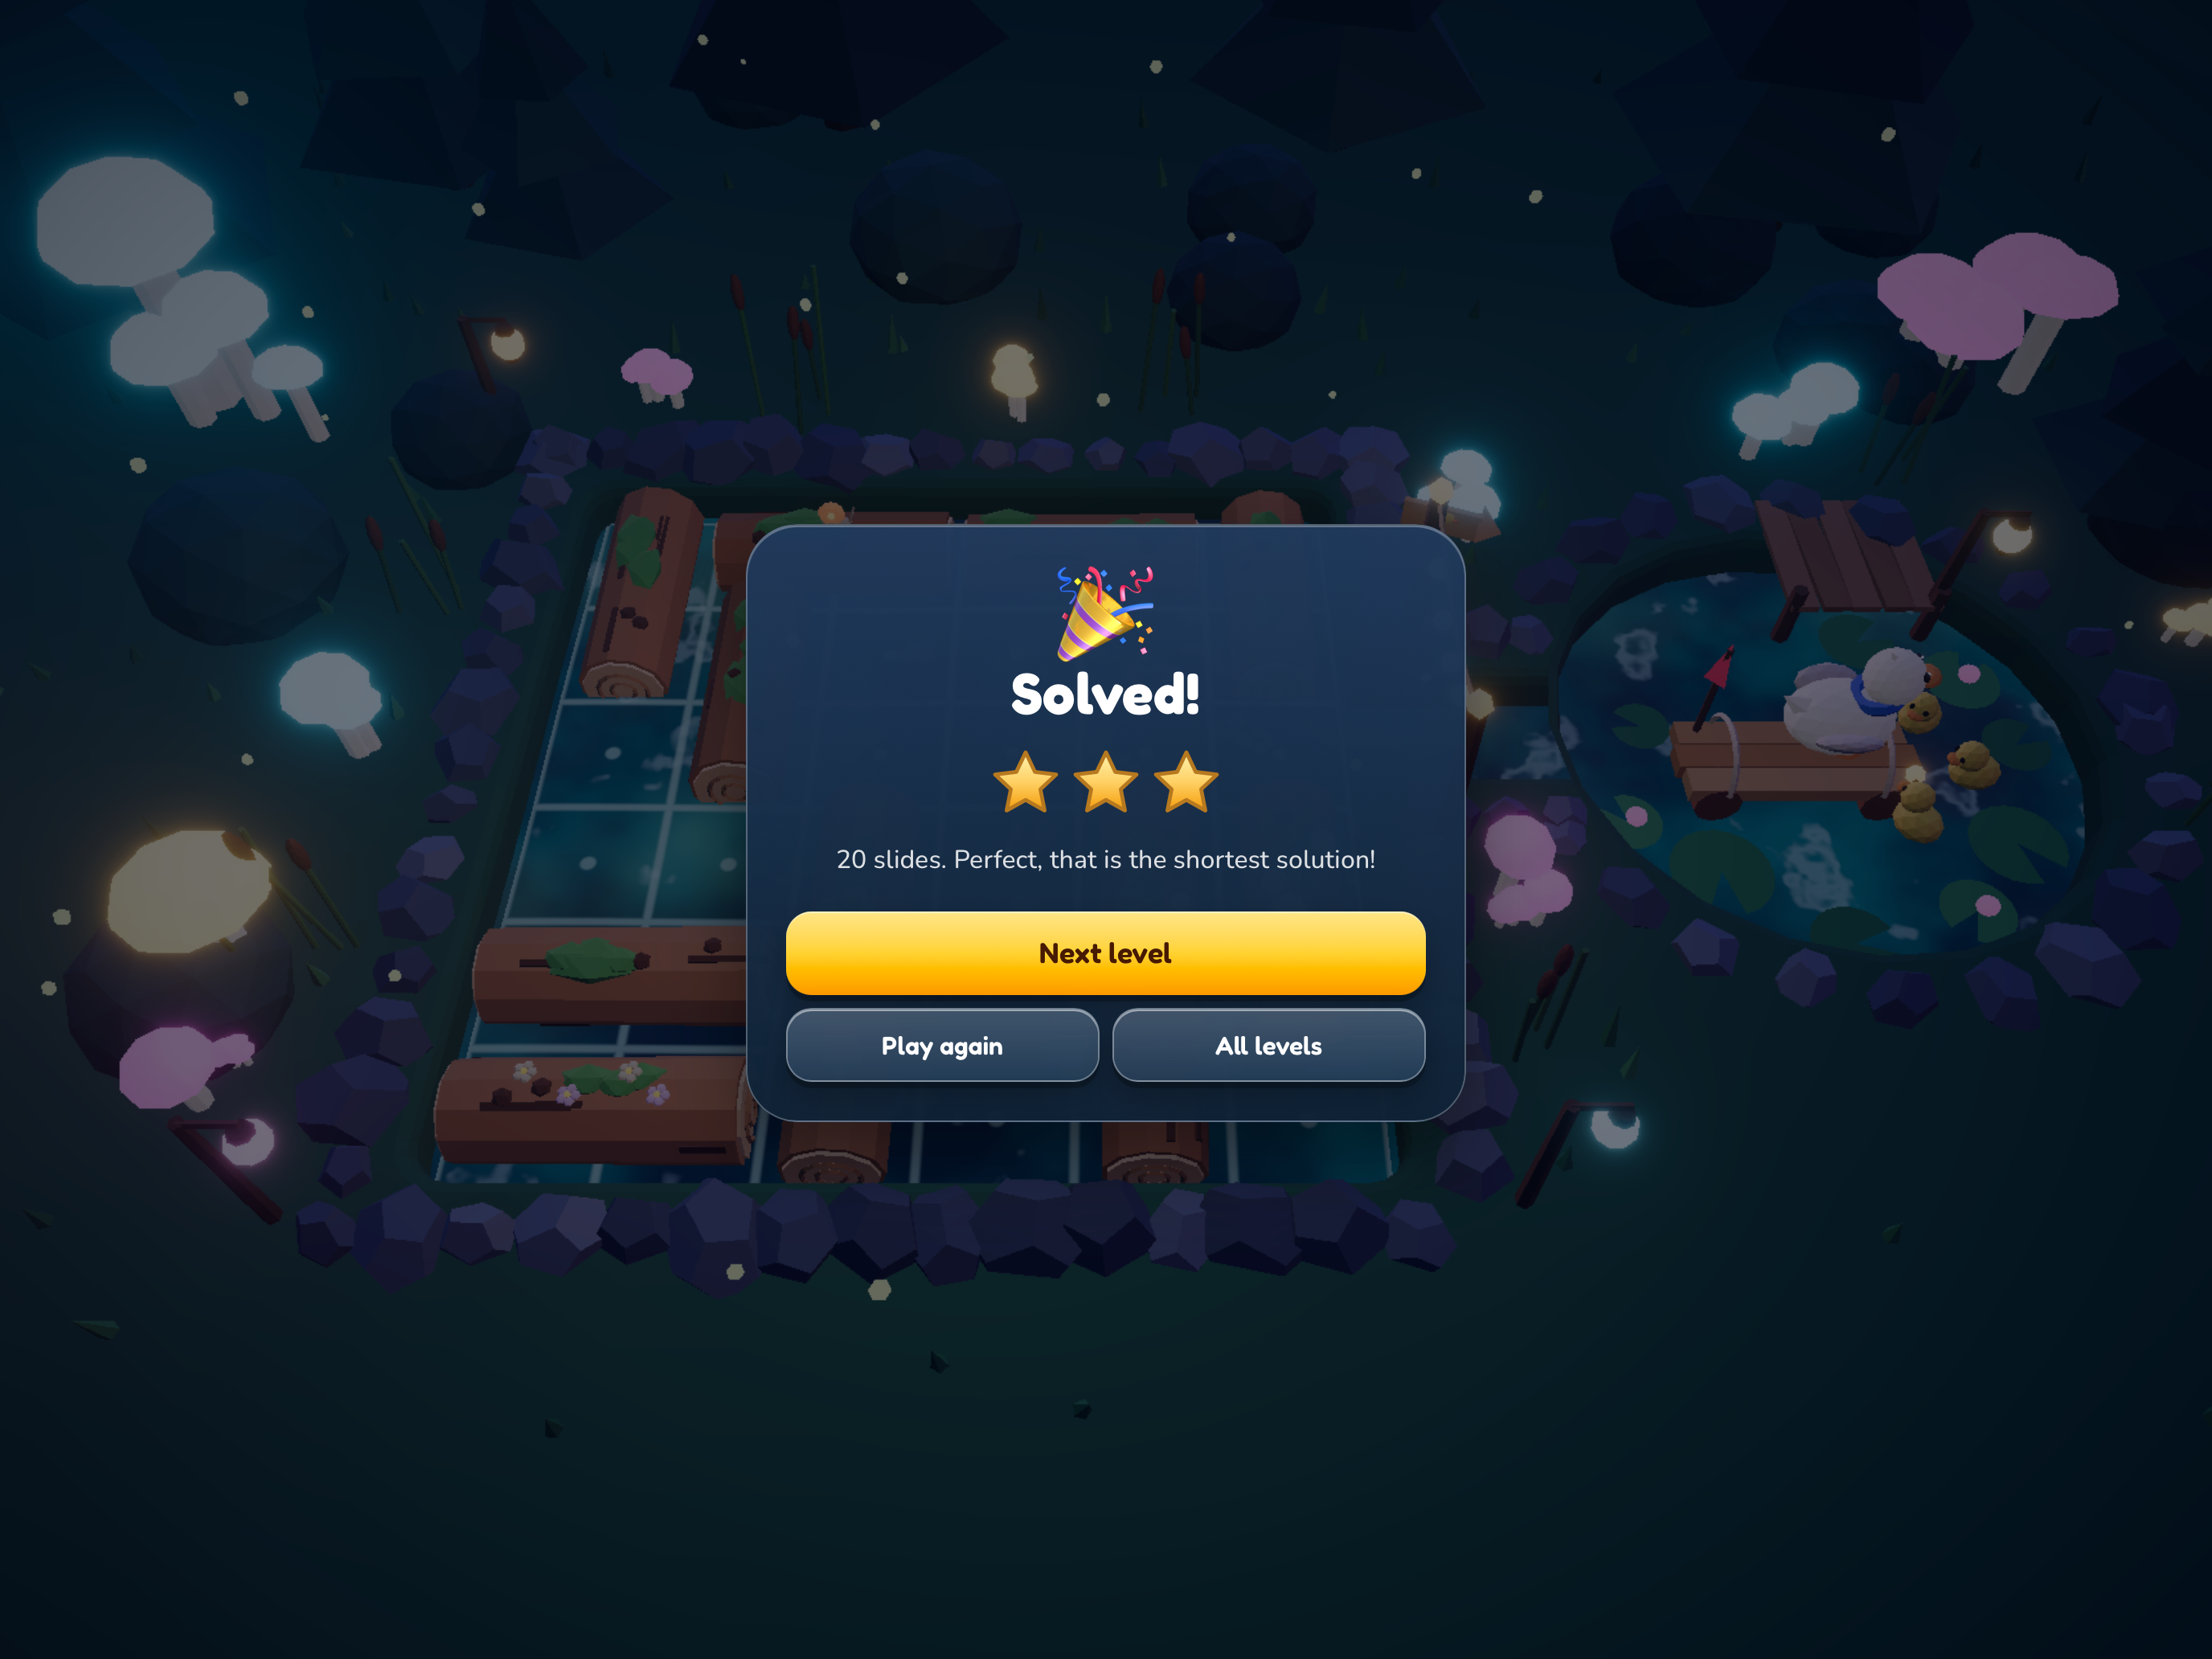 Solved!
20 slides. Perfect, that is the shortest solution!
Next level
Play again
All levels